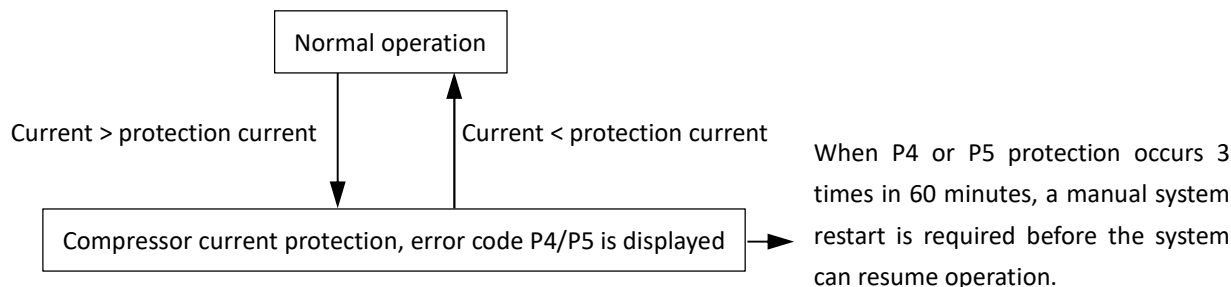 Normal operation
Current > protection current
Current < protection current
Compressor current protection, error code P4/P5 is displayed
When P4 or P5 protection occurs 3
times in 60 minutes, a manual system
restart is required before the system
can resume operation.